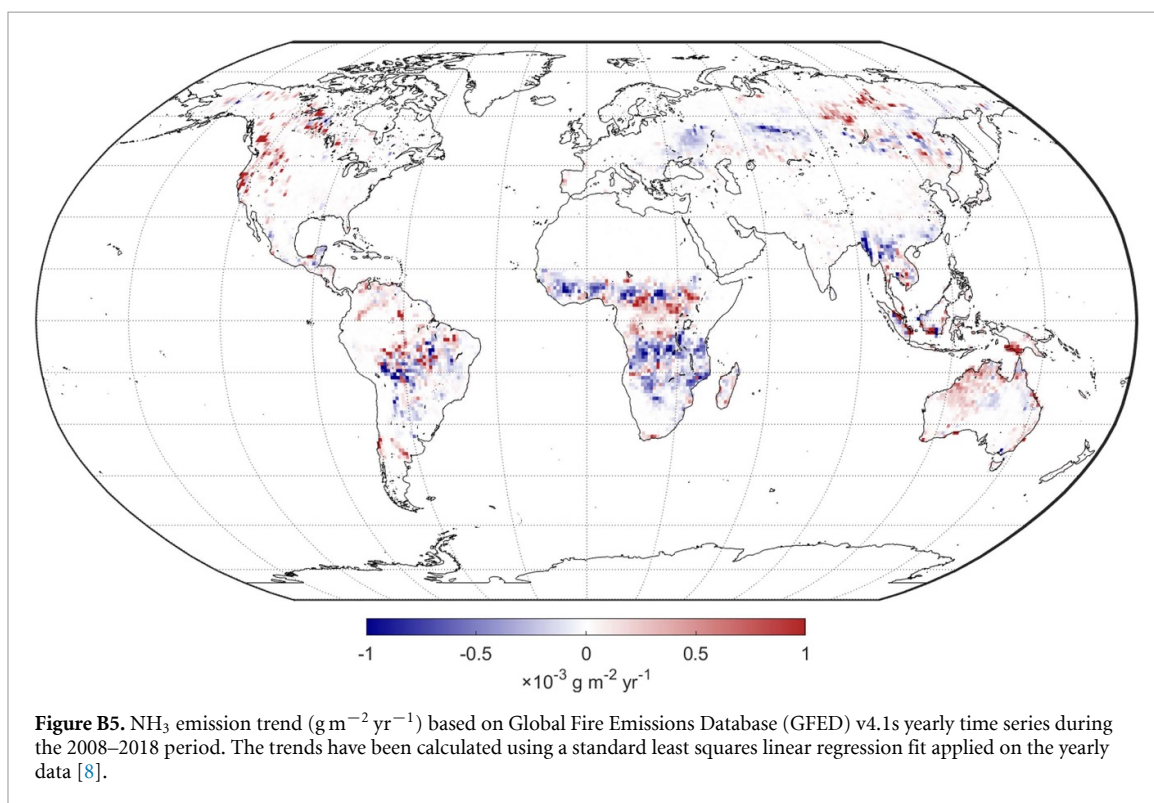 -1 -0.5 0 0.5 1
×10⁻³ g m⁻² yr⁻¹
Figure B5. NH₃ emission trend (g m⁻² yr⁻¹) based on Global Fire Emissions Database (GFED) v4.1s yearly time series during
the 2008–2018 period. The trends have been calculated using a standard least squares linear regression fit applied on the yearly
data [8].